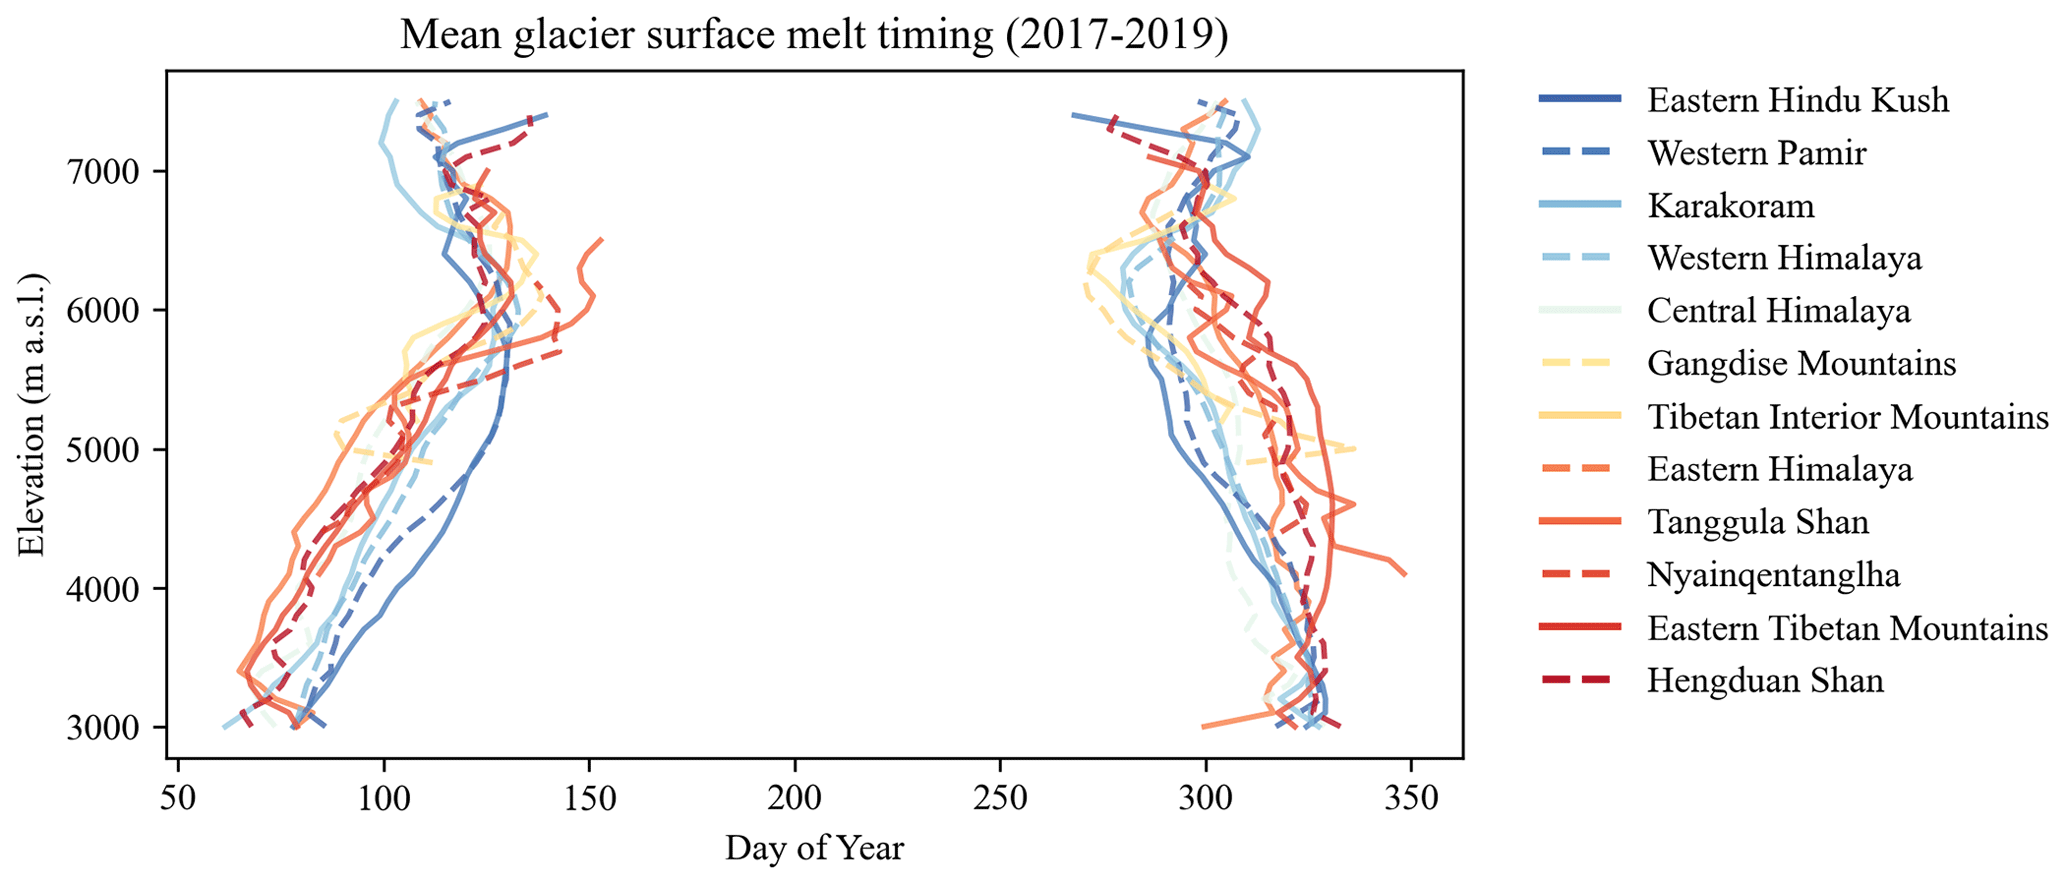 Mean glacier surface melt timing (2017-2019)
7000
6000
5000
4000
3000
Elevation (m a.s.l.)
50
100
150
200
250
300
350
Day of Year
Eastern Hindu Kush
Western Pamir
Karakoram
Western Himalaya
Central Himalaya
Gangdise Mountains
Tibetan Interior Mountains
Eastern Himalaya
Tanggula Shan
Nyainqentanglha
Eastern Tibetan Mountains
Hengduan Shan